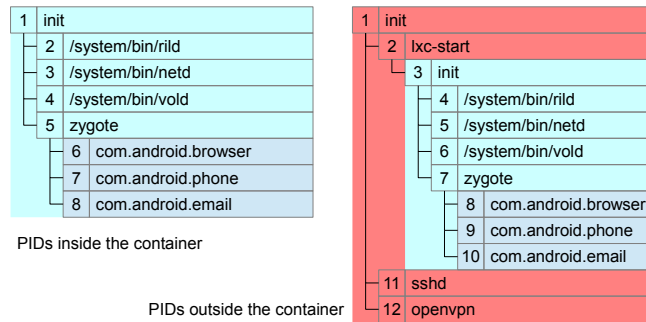 1 init
2 /system/bin/rild
3 /system/bin/netd
4 /system/bin/vold
5 zygote
6 com.android.browser
7 com.android.phone
8 com.android.email
PIDs inside the container
1 init
2 lxc-start
3 init
4 /system/bin/rild
5 /system/bin/netd
6 /system/bin/vold
7 zygote
8 com.android.browser
9 com.android.phone
10 com.android.email
11 sshd
12 openvpn
PIDs outside the container